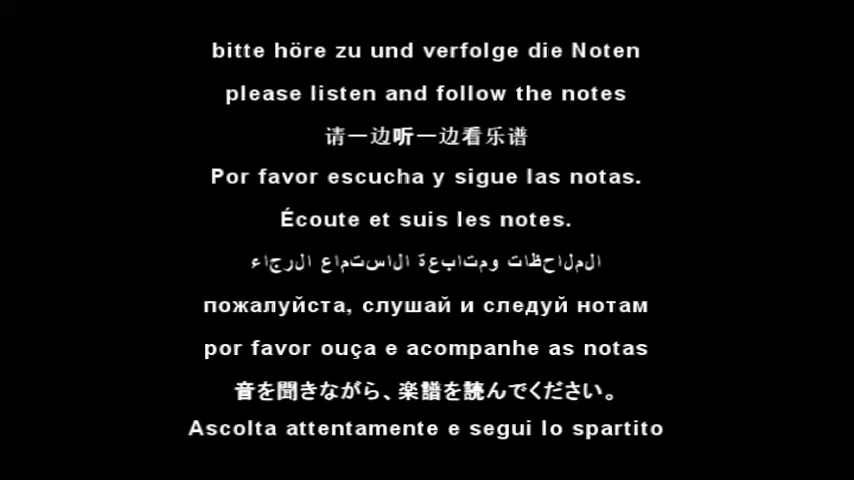 bitte höre zu und verfolge die Noten
please listen and follow the notes
请一边听一边看乐谱
Por favor escucha y sigue las notas.
Écoute et suis les notes.
الملاحظات ومتابعة الاستماع الرجاء
пожалуйста, слушай и следуй нотам
por favor ouça e acompanhe as notas
音を聞きながら、楽譜を読んでください。
Ascolta attentamente e segui lo spartito